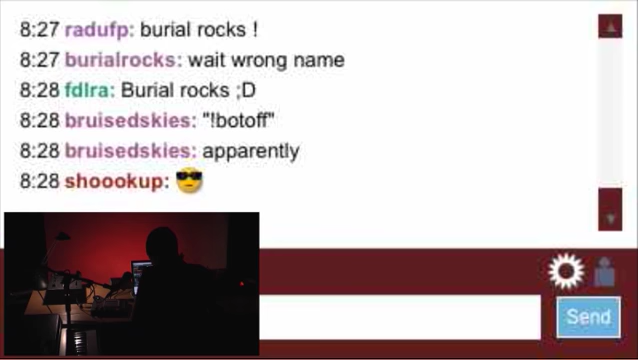 8:27 radufp: burial rocks !
8:27 burialrocks: wait wrong name
8:28 fdlra: Burial rocks ;D
8:28 bruisedskies: "!botoff"
8:28 bruisedskies: apparently
8:28 shoookup: 😎
Send